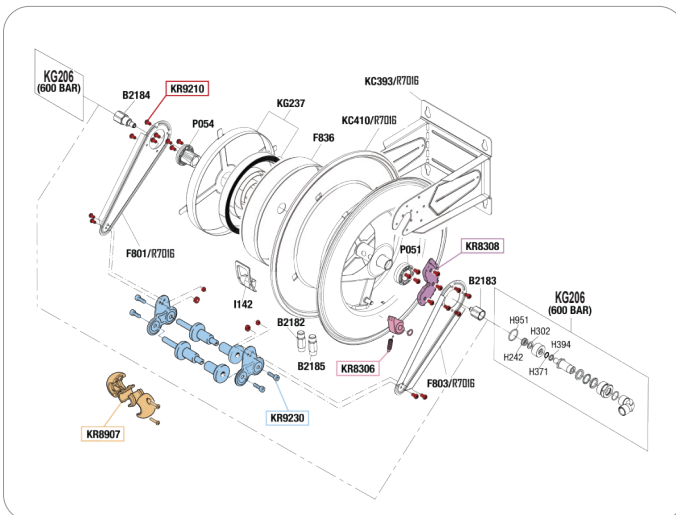 KG206
(600 BAR)
B2184
KR9210
P054
KG237
F836
KC393/R7016
KC410/R7016
F801/R7016
I142
P051
KR8308
B2183
KG206
(600 BAR)
H951
H302
H394
H242
H371
B2182
B2185
KR8306
F803/R7016
KR9230
KR8907